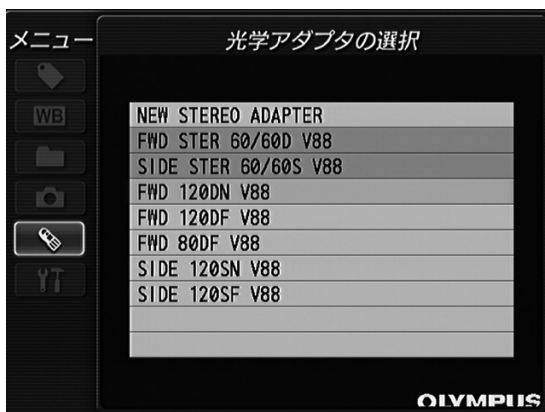 メニュー
光学アダプタの選択
WB
NEW STEREO ADAPTER
FWD STER 60/60D V88
SIDE STER 60/60S V88
FWD 120DN V88
FWD 120DF V88
FWD 80DF V88
SIDE 120SN V88
SIDE 120SF V88
OLYMPUS